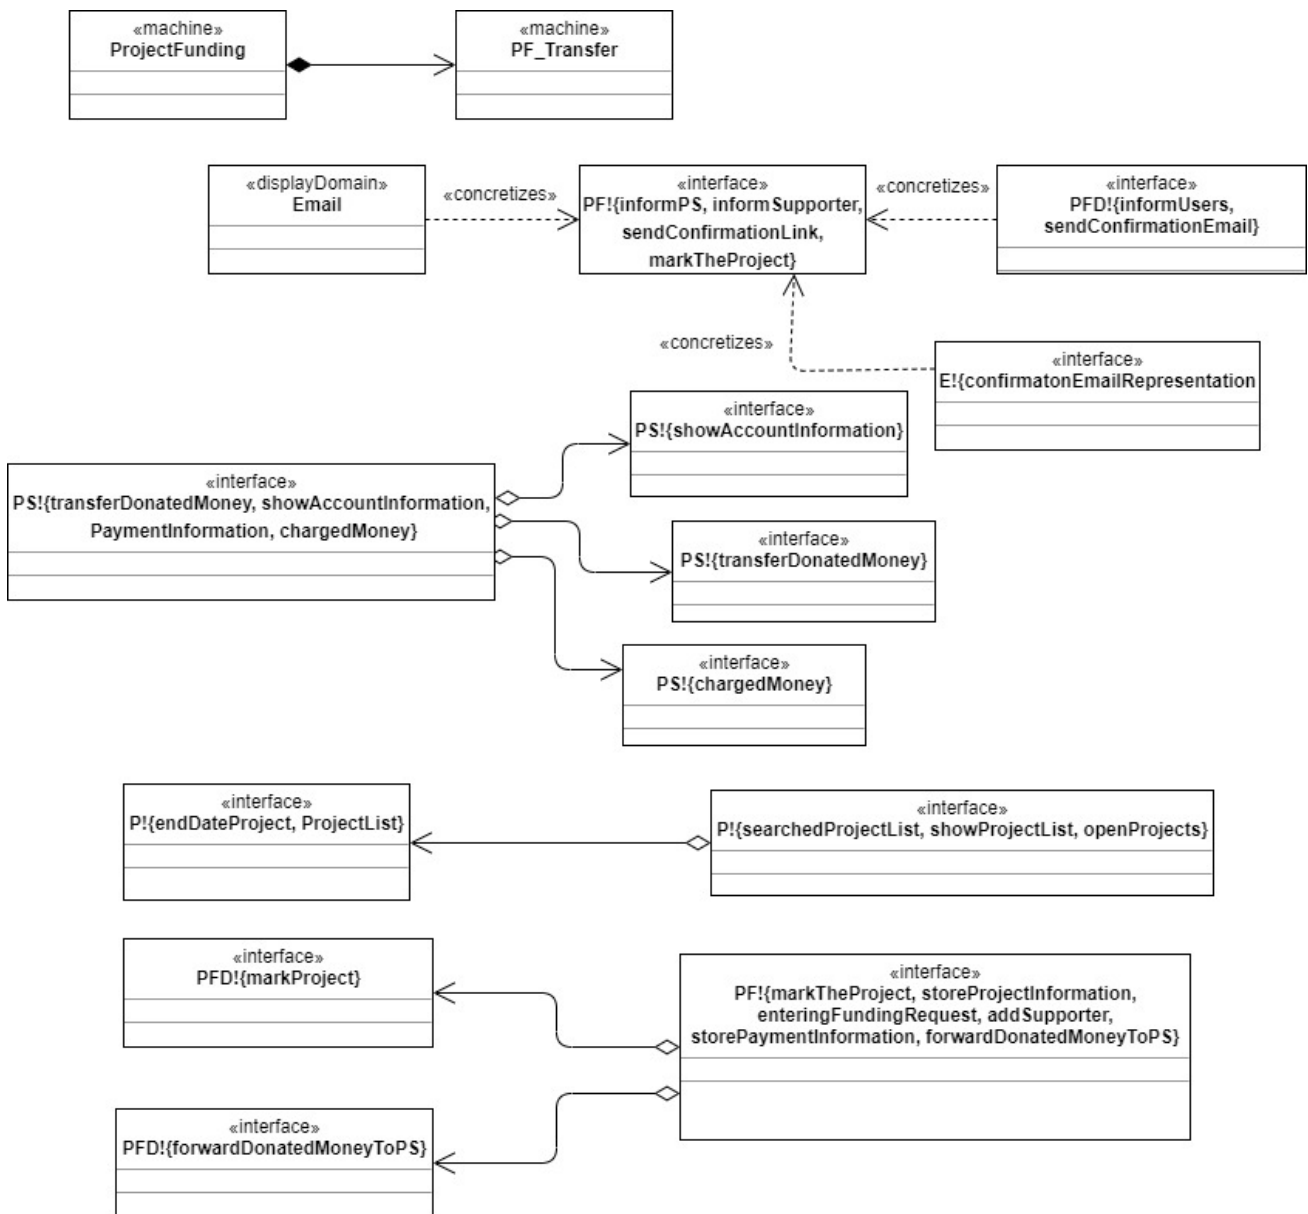 «machine»
ProjectFunding
«machine»
PF_Transfer
«displayDomain»
Email
«concretizes»
«interface»
PF!{informPS, informSupporter,
sendConfirmationLink,
markTheProject}
«concretizes»
«interface»
PFD!{informUsers,
sendConfirmationEmail}
«concretizes»
«interface»
E!{confirmatonEmailRepresentation
«interface»
PS!{showAccountInformation}
«interface»
PS!{transferDonatedMoney, showAccountInformation,
PaymentInformation, chargedMoney}
«interface»
PS!{transferDonatedMoney}
«interface»
PS!{chargedMoney}
«interface»
P!{endDateProject, ProjectList}
«interface»
P!{searchedProjectList, showProjectList, openProjects}
«interface»
PFD!{markProject}
«interface»
PF!{markTheProject, storeProjectInformation,
enteringFundingRequest, addSupporter,
storePaymentInformation, forwardDonatedMoneyToPS}
«interface»
PFD!{forwardDonatedMoneyToPS}